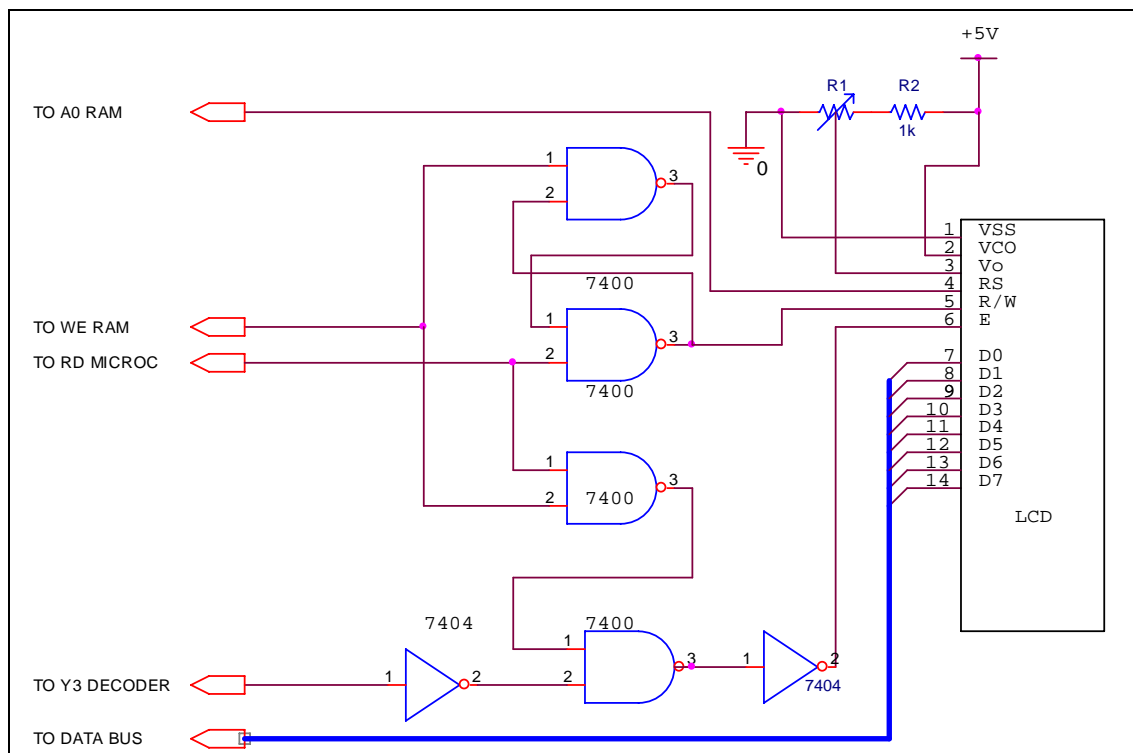 +5V
R1 R2
TO A0 RAM
1k
0
1 3
2
1 VSS
2 VCO
3 Vo
7400
4 RS
5 R/W
TO WE RAM
1
6 E
3
TO RD MICROC
2
7 D0
8 D1
7400
9 D2
10 D3
11 D4
12 D5
1
13 D6
3
7400
14 D7
2
LCD
7404
7400
1
3
1 2
TO Y3 DECODER
1 2
2
7404
TO DATA BUS